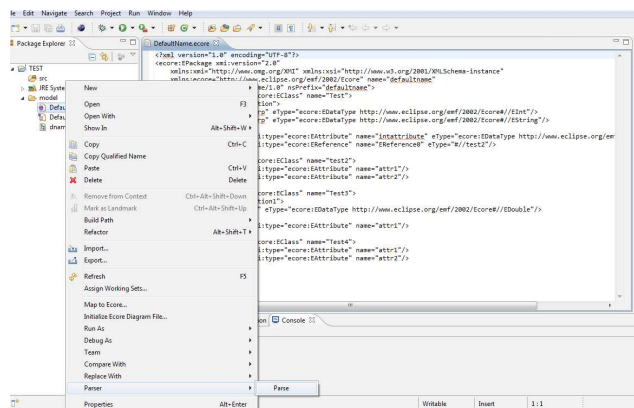 le Edit Navigate Search Project Run Window Help
Package Explorer
DefaultName.ecore
TEST
src
JRE Syste
model
Defau
Defau
dnam
<?xml version="1.0" encoding="UTF-8"?>
<ecore:EPackage xmi:version="2.0"
xmlns:xmi="http://www.omg.org/XMI" xmlns:xsi="http://www.w3.org/2001/XMLSchema-instance"
xmlns:ecore="http://www.eclipse.org/emf/2002/Ecore" name="defaultname"
me/1.0" nsPrefix="defaultname">
core:EClass" name="Test">
tion">
rp" eType="ecore:EDataType http://www.eclipse.org/emf/2002/Ecore#//EInt"/>
rp" eType="ecore:EDataType http://www.eclipse.org/emf/2002/Ecore#//EString"/>
i:type="ecore:EAttribute" name="intattribute" eType="ecore:EDataType http://www.eclipse.org/em
i:type="ecore:EReference" name="EReference0" eType="#//test2"/>
core:EClass" name="test2">
i:type="ecore:EAttribute" name="attr1"/>
i:type="ecore:EAttribute" name="attr2"/>
core:EClass" name="Test3">
tion1">
" eType="ecore:EDataType http://www.eclipse.org/emf/2002/Ecore#//EDouble"/>
i:type="ecore:EAttribute" name="attr1"/>
core:EClass" name="Test4">
i:type="ecore:EAttribute" name="attr1"/>
i:type="ecore:EAttribute" name="attr2"/>
New
Open F3
Open With
Show In Alt+Shift+W
Copy Ctrl+C
Copy Qualified Name
Paste Ctrl+V
Delete Delete
Remove from Context Ctrl+Alt+Shift+Down
Mark as Landmark Ctrl+Alt+Shift+Up
Build Path
Refactor Alt+Shift+T
Import...
Export...
Refresh F5
Assign Working Sets...
Map to Ecore...
Initialize Ecore Diagram File...
Run As
Debug As
Team
Compare With
Replace With
Parser
Parse
Properties Alt+Enter
ion Console
Writable Insert 1:1